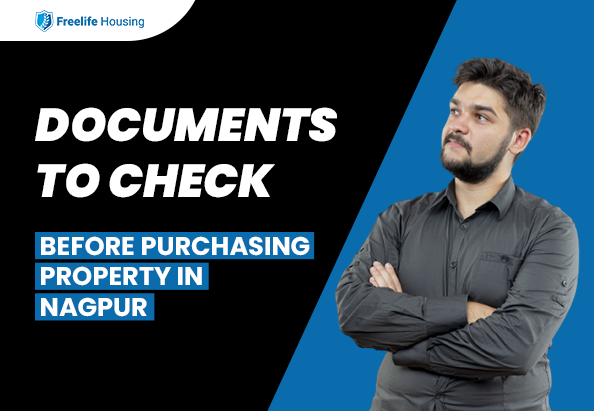 Freelife Housing
DOCUMENTS
TO CHECK
BEFORE PURCHASING
PROPERTY IN
NAGPUR